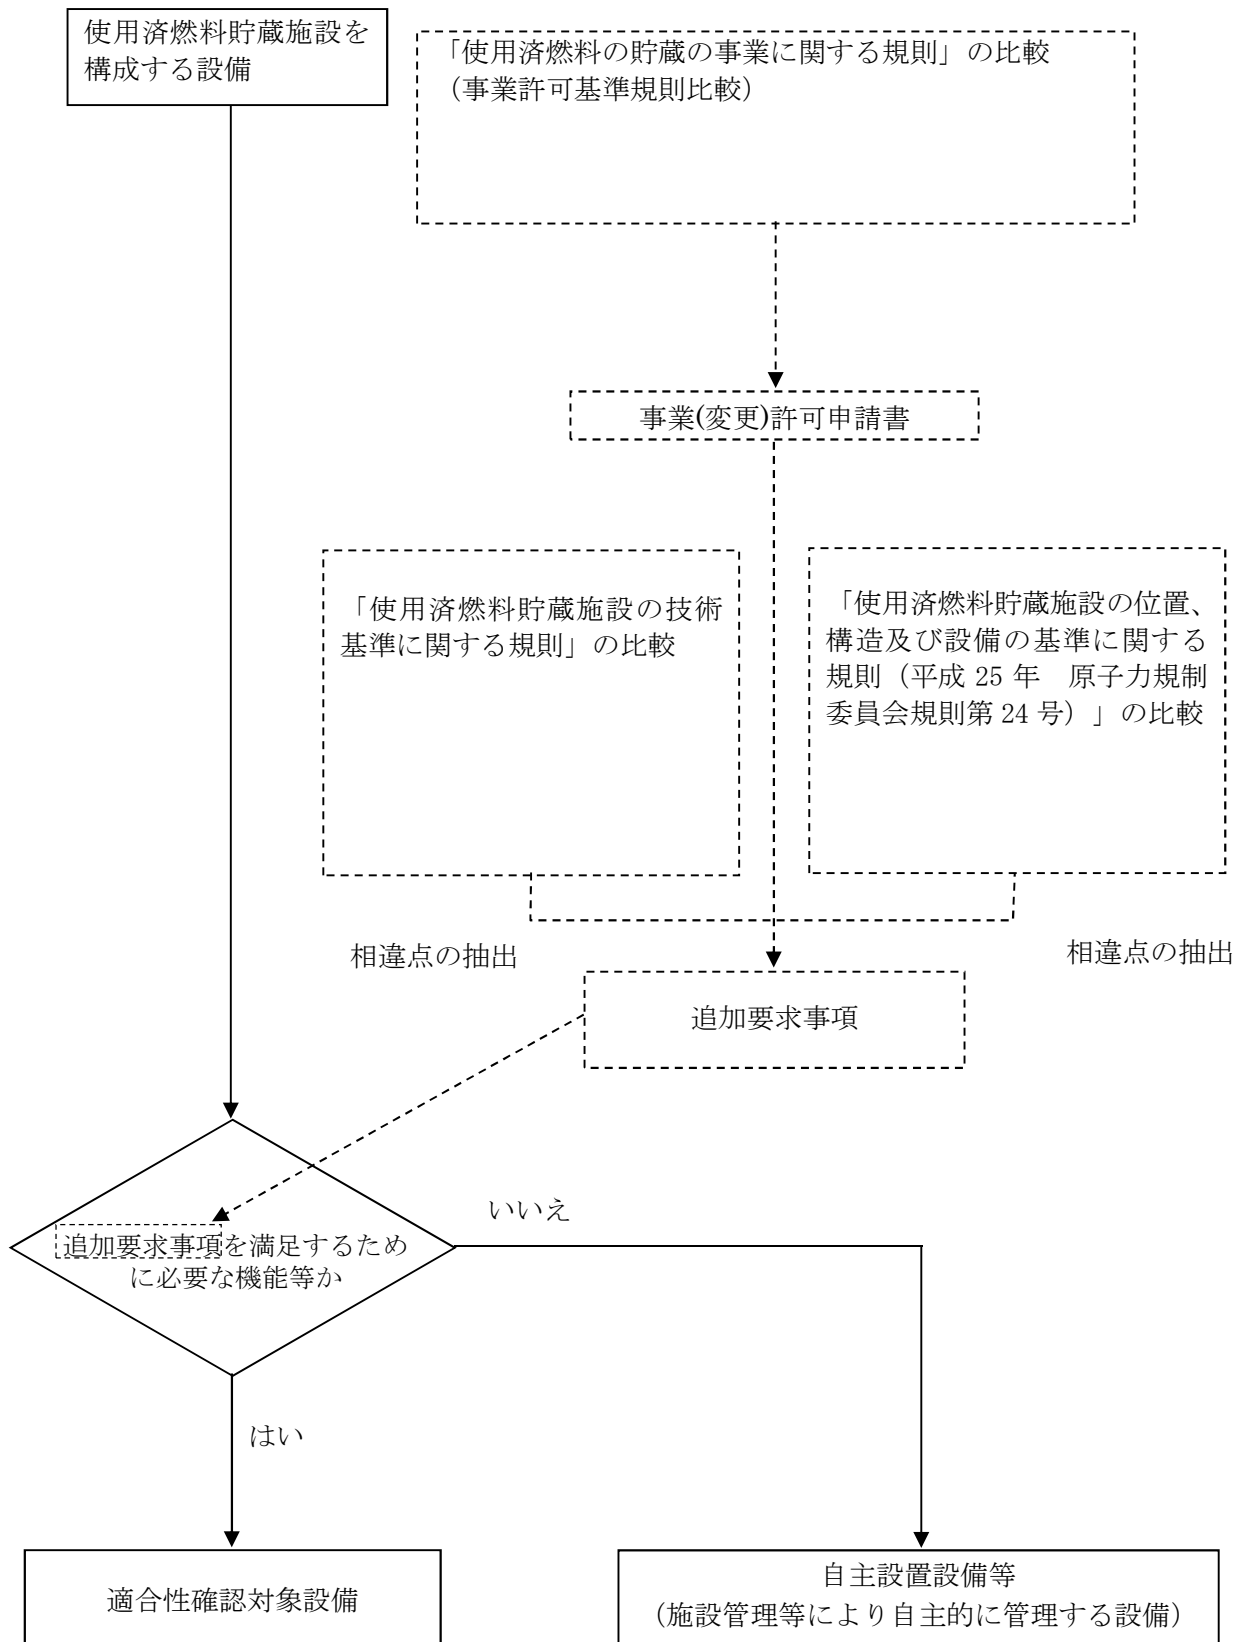 使用済燃料貯蔵施設を
構成する設備
「使用済燃料の貯蔵の事業に関する規則」の比較
（事業許可基準規則比較）
事業(変更)許可申請書
「使用済燃料貯蔵施設の技術
基準に関する規則」の比較
「使用済燃料貯蔵施設の位置、
構造及び設備の基準に関する
規則（平成 25 年　原子力規制
委員会規則第 24 号）」の比較
相違点の抽出
相違点の抽出
追加要求事項
追加要求事項を満足するため
に必要な機能等か
いいえ
はい
適合性確認対象設備
自主設置設備等
（施設管理等により自主的に管理する設備）